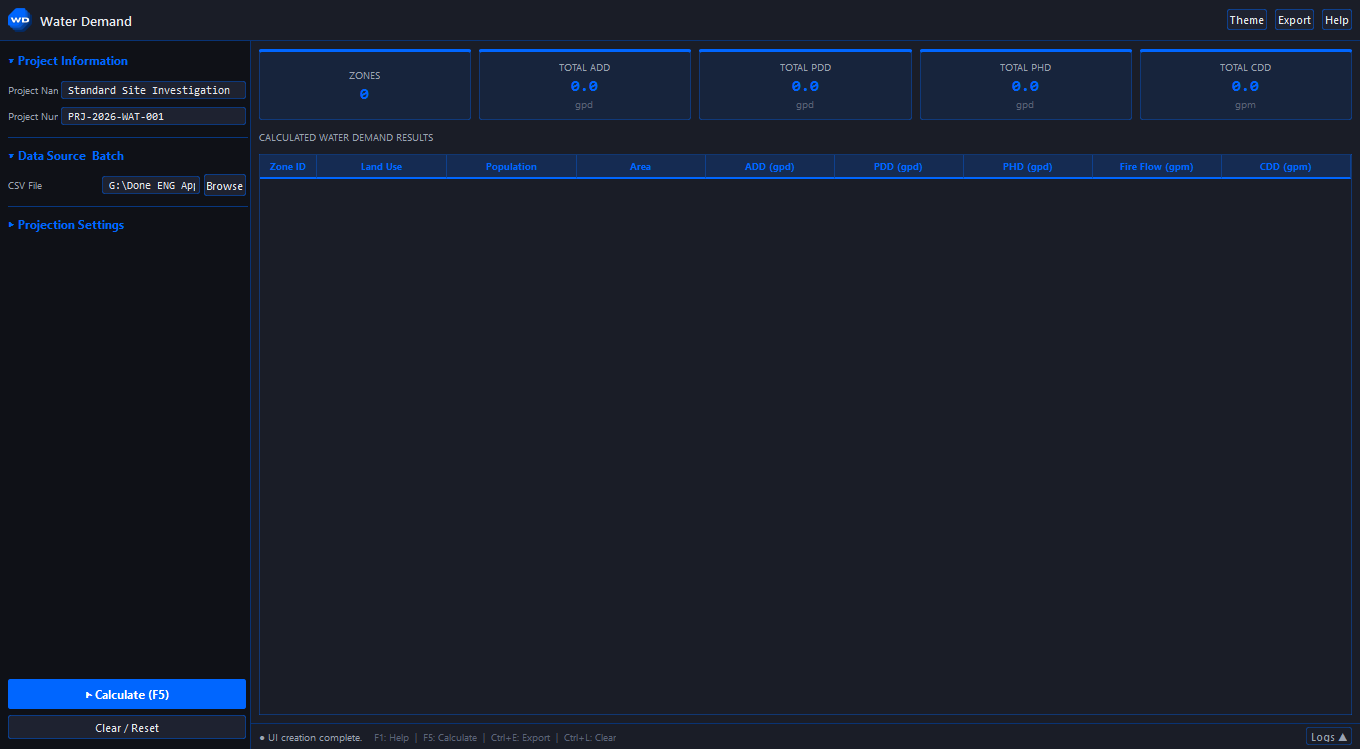 WD Water Demand Theme Export Help
▾ Project Information
Project Nan Standard Site Investigation
Project Nur PRJ-2026-WAT-001
▾ Data Source Batch
CSV File G:\Done ENG Ap Browse
▸ Projection Settings
▸ Calculate (F5)
Clear / Reset
ZONES
0
TOTAL ADD
0.0
gpd
TOTAL PDD
0.0
gpd
TOTAL PHD
0.0
gpd
TOTAL CDD
0.0
gpm
CALCULATED WATER DEMAND RESULTS
Zone ID Land Use Population Area ADD (gpd) PDD (gpd) PHD (gpd) Fire Flow (gpm) CDD (gpm)
● UI creation complete. F1: Help | F5: Calculate | Ctrl+E: Export | Ctrl+L: Clear Logs ▲